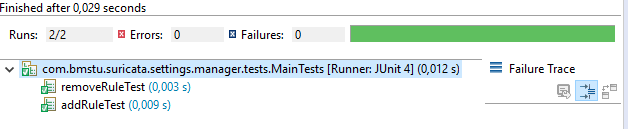 Finished after 0,029 seconds
Runs: 2/2 Errors: 0 Failures: 0
com.bmstu.suricata.settings.manager.tests.MainTests [Runner: JUnit 4] (0,012 s)
Failure Trace
removeRuleTest (0,003 s)
addRuleTest (0,009 s)